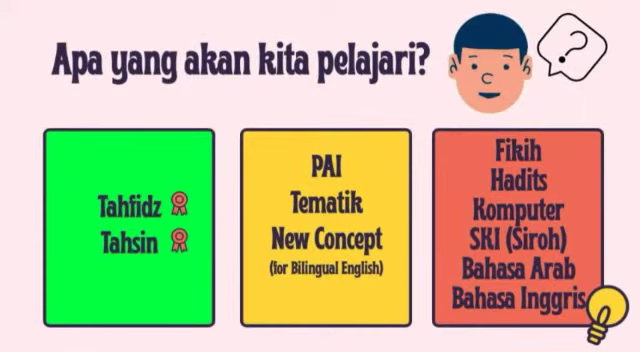 Apa yang akan kita pelajari?
?
Tahfidz
Tahsin
PAI
Tematik
New Concept
(for Bilingual English)
Fikih
Hadits
Komputer
SKI (Siroh)
Bahasa Arab
Bahasa Inggris